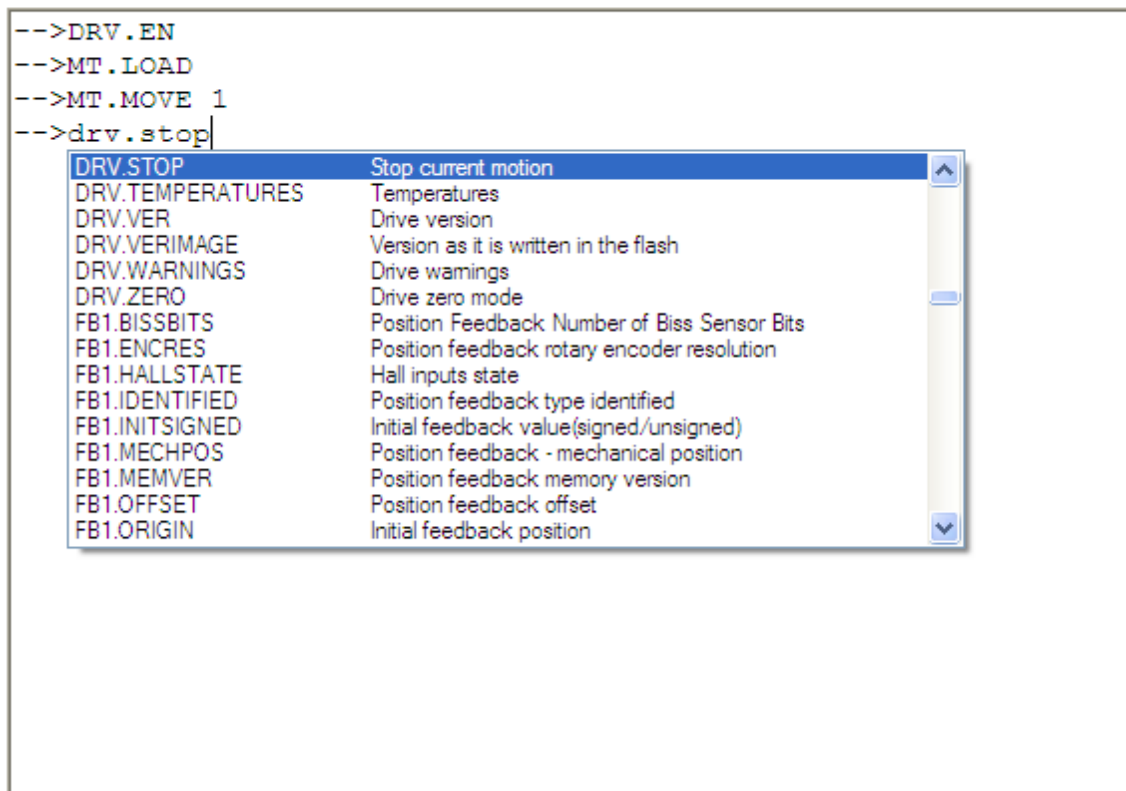 -->DRV.EN
-->MT.LOAD
-->MT.MOVE 1
-->drv.stop
DRV.STOP Stop current motion
DRV.TEMPERATURES Temperatures
DRV.VER Drive version
DRV.VERIMAGE Version as it is written in the flash
DRV.WARNINGS Drive warnings
DRV.ZERO Drive zero mode
FB1.BISSBITS Position Feedback Number of Biss Sensor Bits
FB1.ENCRES Position feedback rotary encoder resolution
FB1.HALLSTATE Hall inputs state
FB1.IDENTIFIED Position feedback type identified
FB1.INITSIGNED Initial feedback value(signed/unsigned)
FB1.MECHPOS Position feedback - mechanical position
FB1.MEMVER Position feedback memory version
FB1.OFFSET Position feedback offset
FB1.ORIGIN Initial feedback position